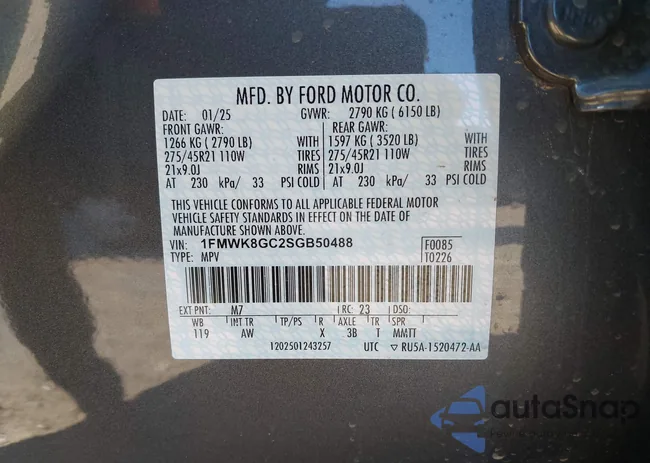 MFD. BY FORD MOTOR CO.
DATE: 01/25 GVWR: 2790 KG ( 6150 LB)
FRONT GAWR: REAR GAWR:
1266 KG ( 2790 LB) WITH 1597 KG ( 3520 LB) WITH
275/45R21 110W TIRES 275/45R21 110W TIRES
21x9.0J RIMS 21x9.0J RIMS
AT 230 kPa/ 33 PSI COLD AT 230 kPa/ 33 PSI COLD
THIS VEHICLE CONFORMS TO ALL APPLICABLE FEDERAL MOTOR
VEHICLE SAFETY STANDARDS IN EFFECT ON THE DATE OF
MANUFACTURE SHOWN ABOVE.
VIN: 1FMWK8GC2SGB50488 F0085
TYPE: MPV T0226
EXT PNT: M7 RC: 23 DSO:
WB INT TR TP/PS R AXLE TR SPR
119 AW X 3B T MMTT
1202501243257 UTC ▽ RU5A-1520472-AA
autoSnap